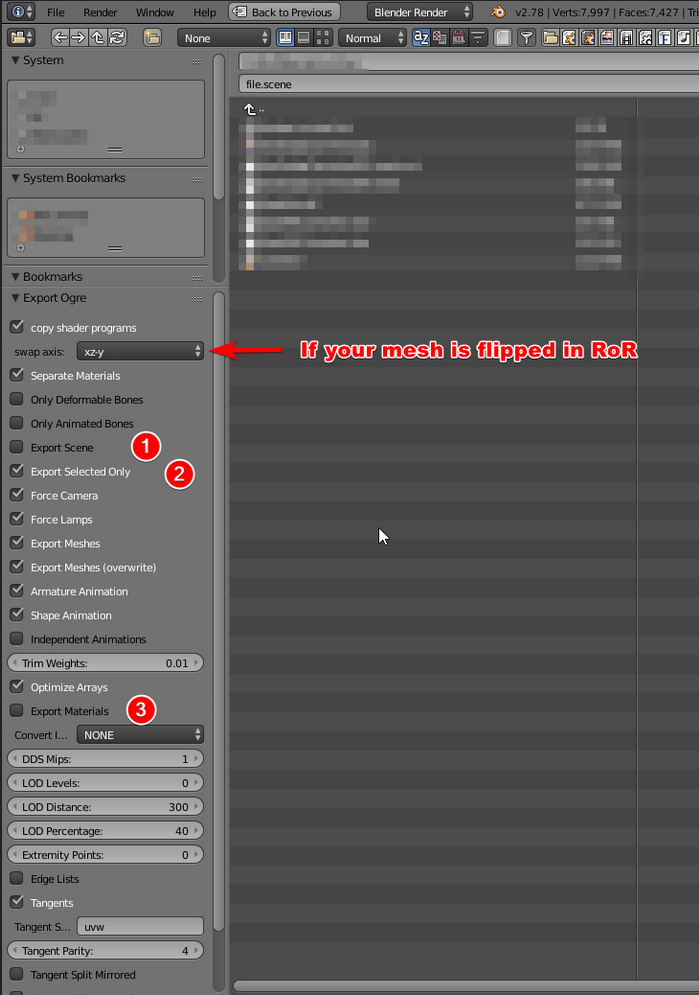 File Render Window Help Back to Previous Blender Render v2.78 | Verts:7,997 | Faces:7,427 | Tri
None Normal
System
file.scene
..
System Bookmarks
Bookmarks
Export Ogre
copy shader programs
swap axis: xz-y
If your mesh is flipped in RoR
Separate Materials
Only Deformable Bones
Only Animated Bones
Export Scene 1
Export Selected Only 2
Force Camera
Force Lamps
Export Meshes
Export Meshes (overwrite)
Armature Animation
Shape Animation
Independent Animations
Trim Weights: 0.01
Optimize Arrays
Export Materials 3
Convert I... NONE
DDS Mips: 1
LOD Levels: 0
LOD Distance: 300
LOD Percentage: 40
Extremity Points: 0
Edge Lists
Tangents
Tangent S... uvw
Tangent Parity: 4
Tangent Split Mirrored